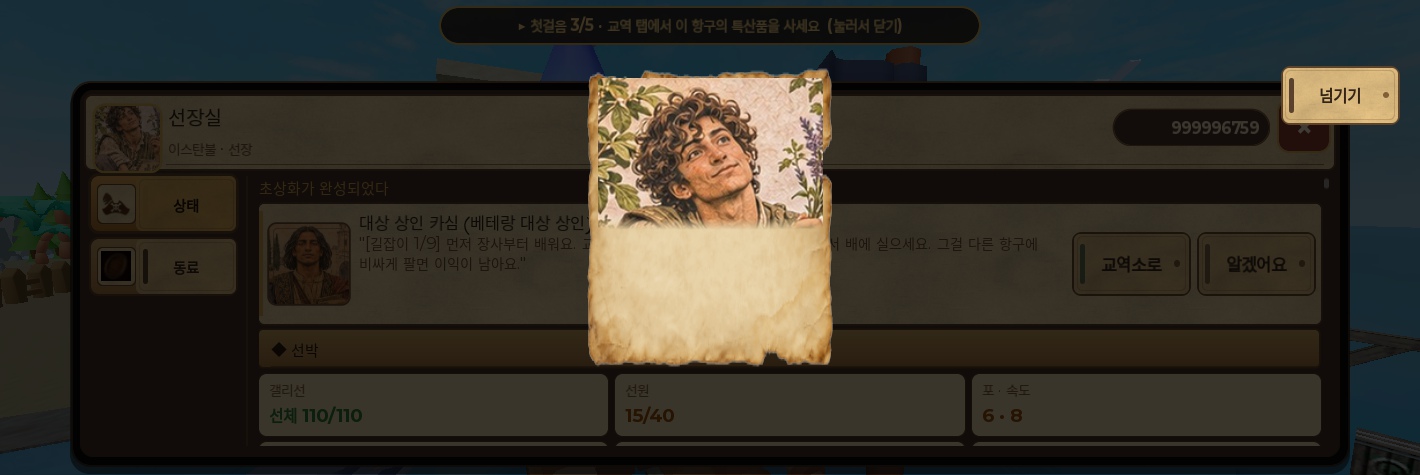 ▸ 첫걸음 3/5 · 교역 탭에서 이 항구의 특산품을 사세요 (눌러서 닫기)
넘기기
선장실
999996759
이스탄불 · 선장
상태
동료
초상화가 완성되었다
대상 상인 카심 (베테랑 대상 상인
"[길잡이 1/9] 먼저 장사부터 배워요. 서 배에 실으세요. 그걸 다른 항구에
비싸게 팔면 이익이 남아요."
교역소로
알겠어요
◆ 선박
갤리선
선체 110/110
선원
15/40
포 · 속도
6 · 8